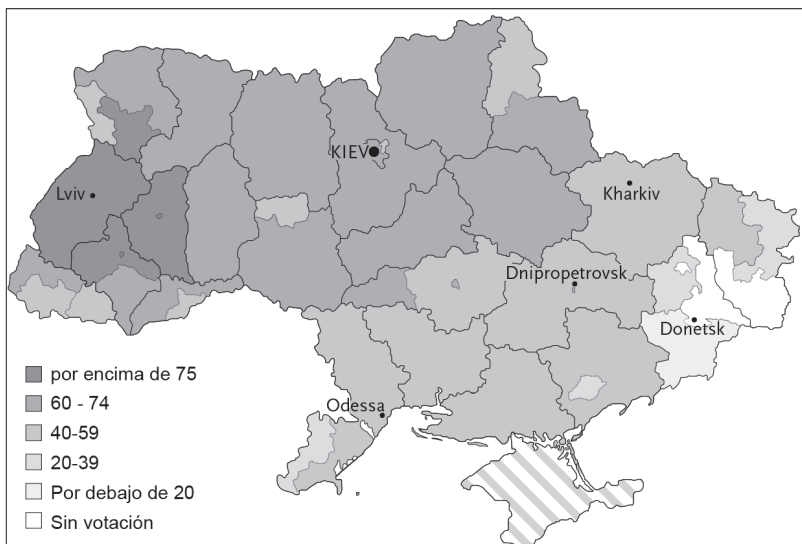 KIEV
Lviv
Kharkiv
Dnipropetrovsk
Donetsk
Odessa
por encima de 75
60 - 74
40-59
20-39
Por debajo de 20
Sin votación